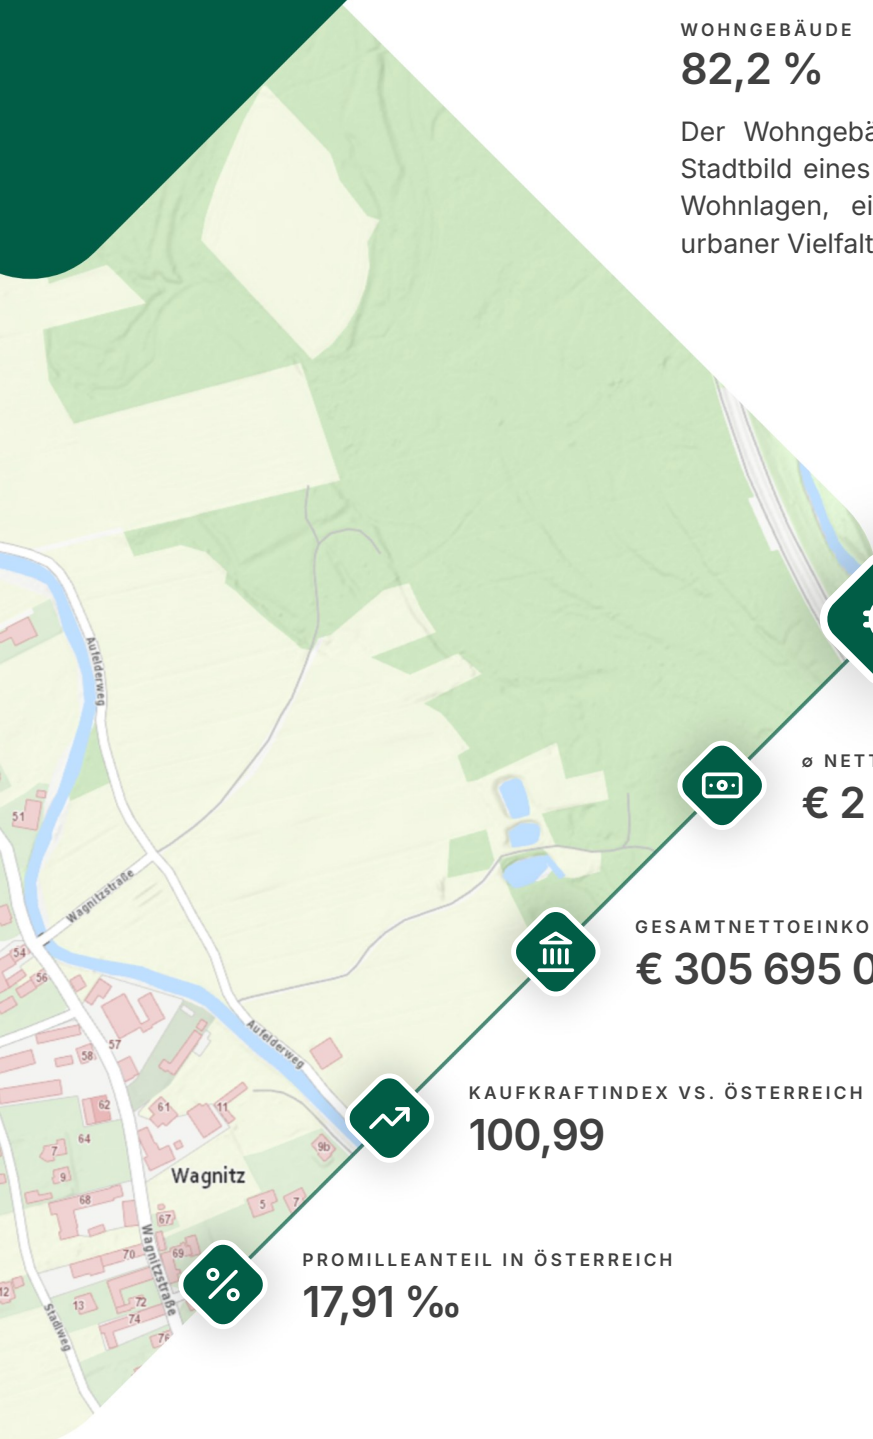 WOHNGEBÄUDE
82,2 %
Der Wohngebä
Stadtbild eines
Wohnlagen, ei
urbaner Vielfalt
Aufelderweg
51
Wagnitzstraße
54
56
57
58
Aufelderweg
62
61
11
64
7
9
9b
Wagnitz
68
67
5
7
70
69
Wagnitzstraße
12
13
72
74
76
Stadlweg
ø NETT
€ 2
GESAMTNETTOEINKO
€ 305 695 0
KAUFKRAFTINDEX VS. ÖSTERREICH
100,99
PROMILLEANTEIL IN ÖSTERREICH
17,91 ‰